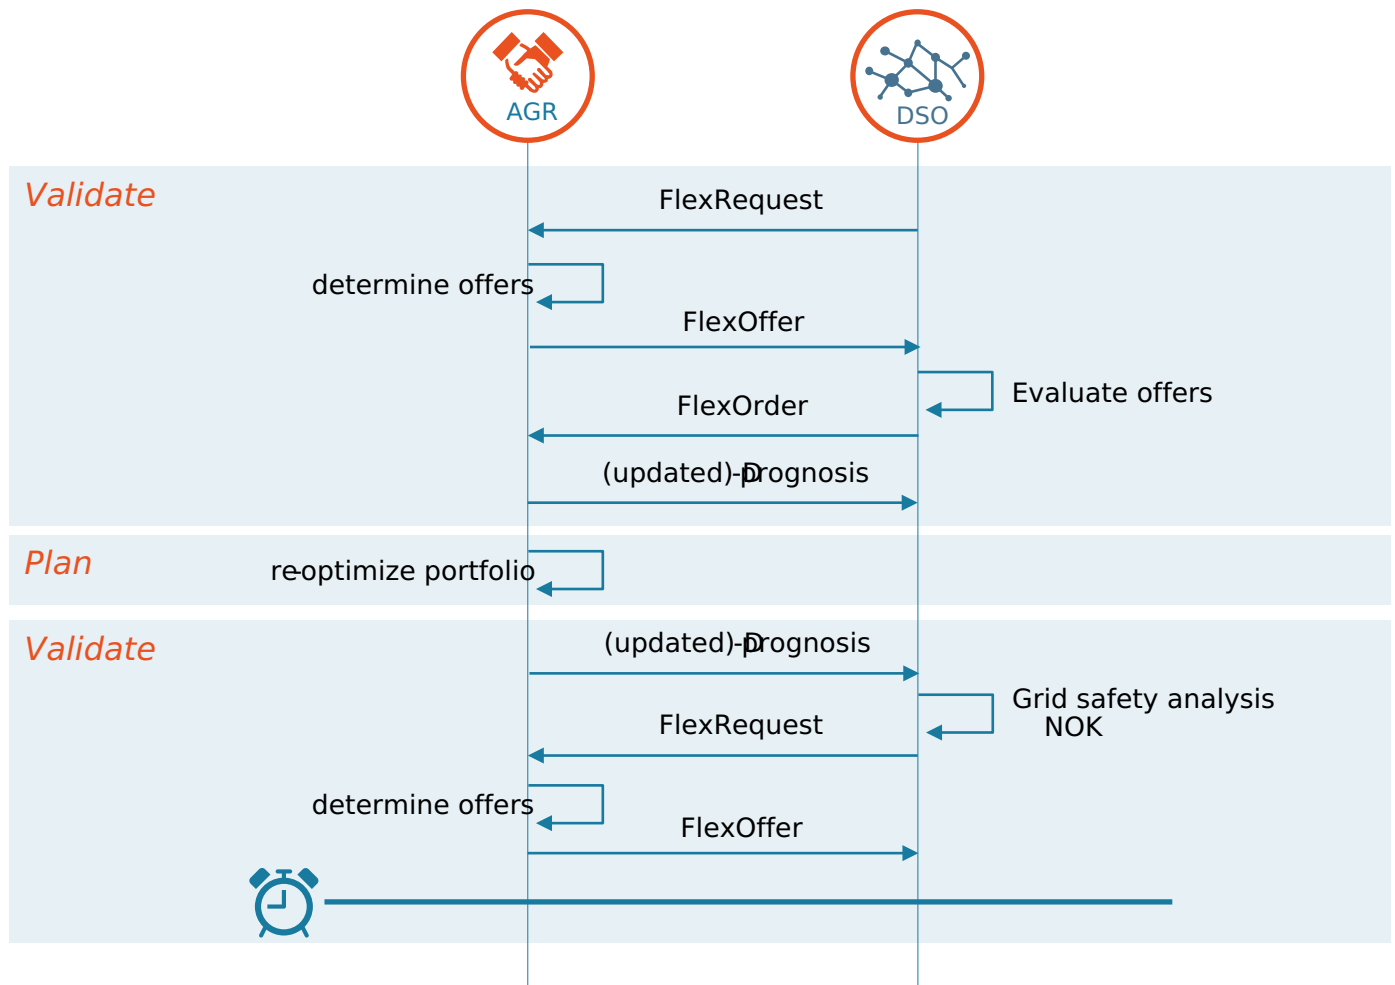 AGR
DSO
Validate
FlexRequest
determine offers
FlexOffer
Evaluate offers
FlexOrder
(updated) D-prognosis
Plan
re-optimize portfolio
Validate
(updated) D-prognosis
Grid safety analysis
NOK
FlexRequest
determine offers
FlexOffer